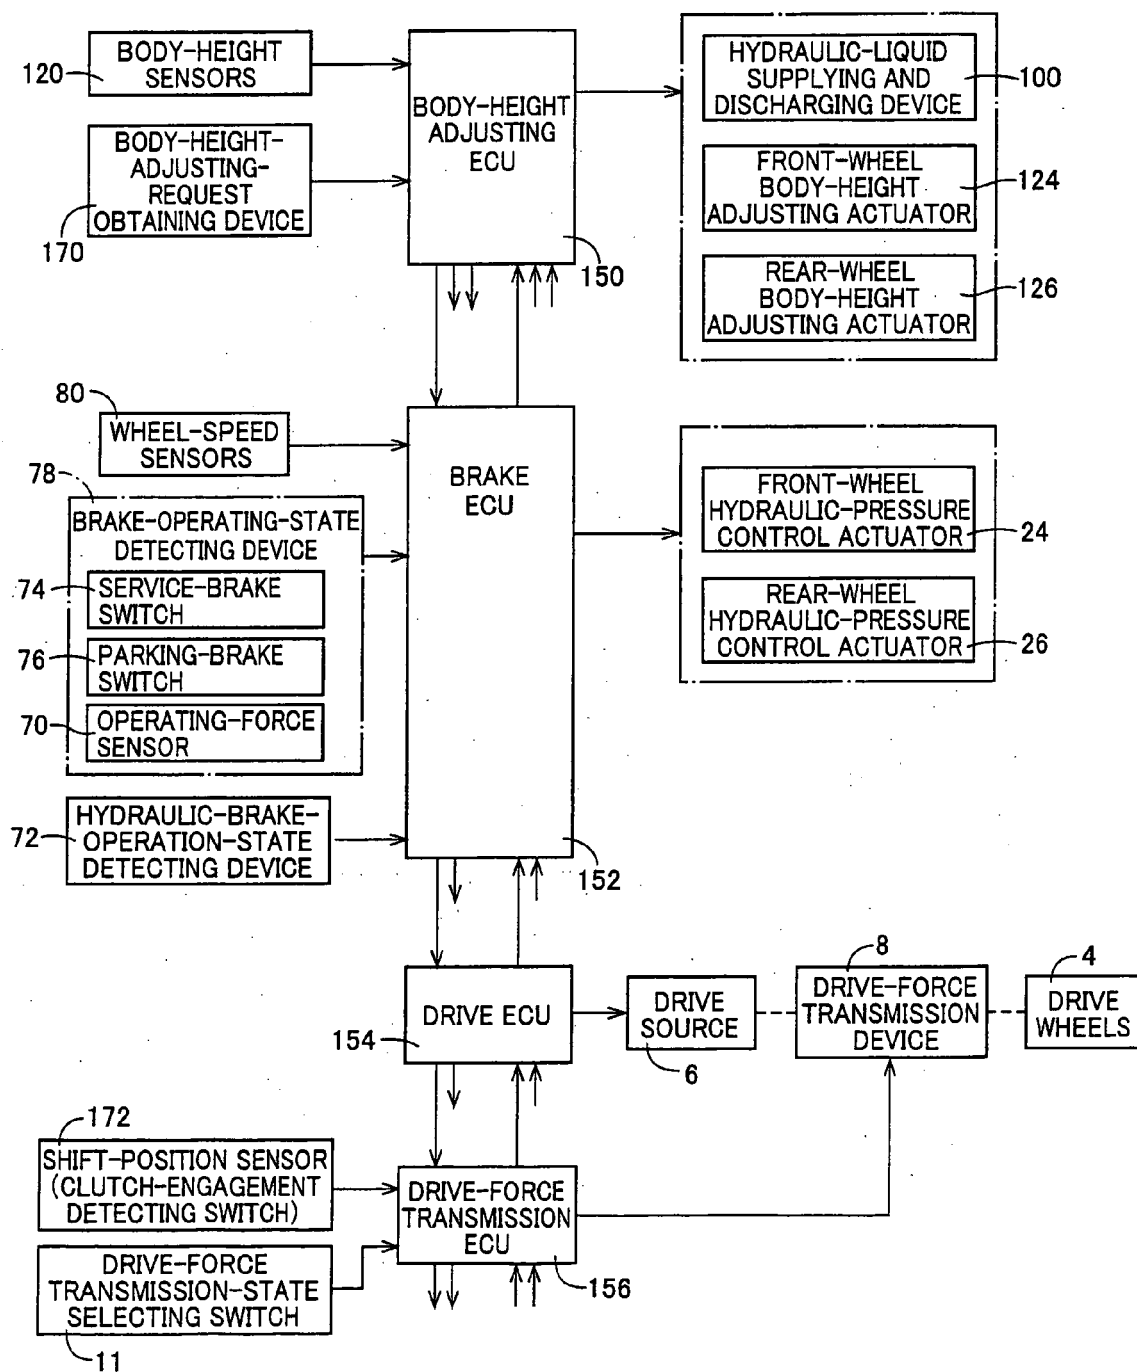 BODY-HEIGHT
SENSORS
120
BODY-HEIGHT-
ADJUSTING-
REQUEST
OBTAINING DEVICE
170
BODY-HEIGHT
ADJUSTING
ECU
150
HYDRAULIC-LIQUID
SUPPLYING AND
DISCHARGING DEVICE
100
FRONT-WHEEL
BODY-HEIGHT
ADJUSTING ACTUATOR
124
REAR-WHEEL
BODY-HEIGHT
ADJUSTING ACTUATOR
126
80
WHEEL-SPEED
SENSORS
78
BRAKE-OPERATING-STATE
DETECTING DEVICE
74
SERVICE-BRAKE
SWITCH
76
PARKING-BRAKE
SWITCH
70
OPERATING-FORCE
SENSOR
72
HYDRAULIC-BRAKE-
OPERATION-STATE
DETECTING DEVICE
BRAKE
ECU
152
FRONT-WHEEL
HYDRAULIC-PRESSURE
CONTROL ACTUATOR
24
REAR-WHEEL
HYDRAULIC-PRESSURE
CONTROL ACTUATOR
26
DRIVE ECU
154
DRIVE
SOURCE
6
8
DRIVE-FORCE
TRANSMISSION
DEVICE
4
DRIVE
WHEELS
172
SHIFT-POSITION SENSOR
(CLUTCH-ENGAGEMENT
DETECTING SWITCH)
DRIVE-FORCE
TRANSMISSION-STATE
SELECTING SWITCH
11
DRIVE-FORCE
TRANSMISSION
ECU
156